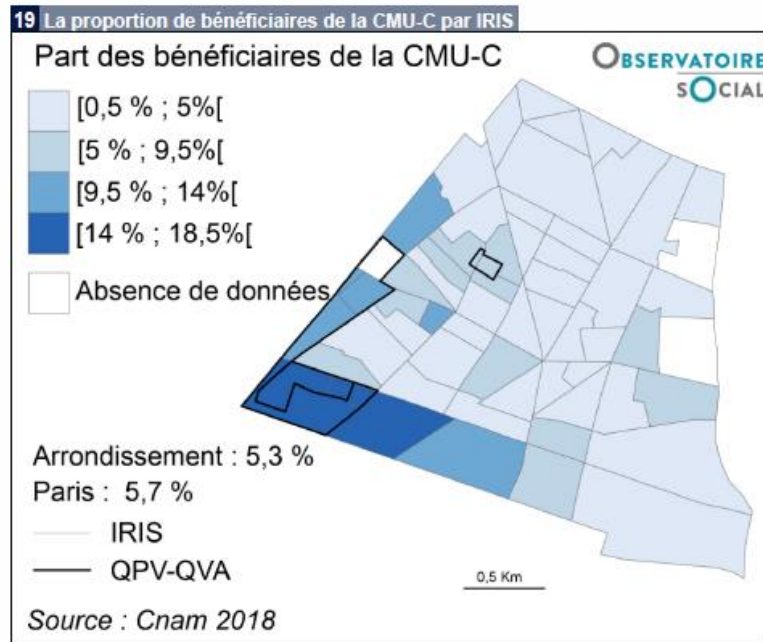 19 La proportion de bénéficiaires de la CMU-C par IRIS
Part des bénéficiaires de la CMU-C
OBSERVATOIRE
SOCIAL
[0,5 % ; 5%[
[5 % ; 9,5%[
[9,5 % ; 14%[
[14 % ; 18,5%[
Absence de données
Arrondissement : 5,3 %
Paris : 5,7 %
IRIS
QPV-QVA
0,5 Km
Source : Cnam 2018